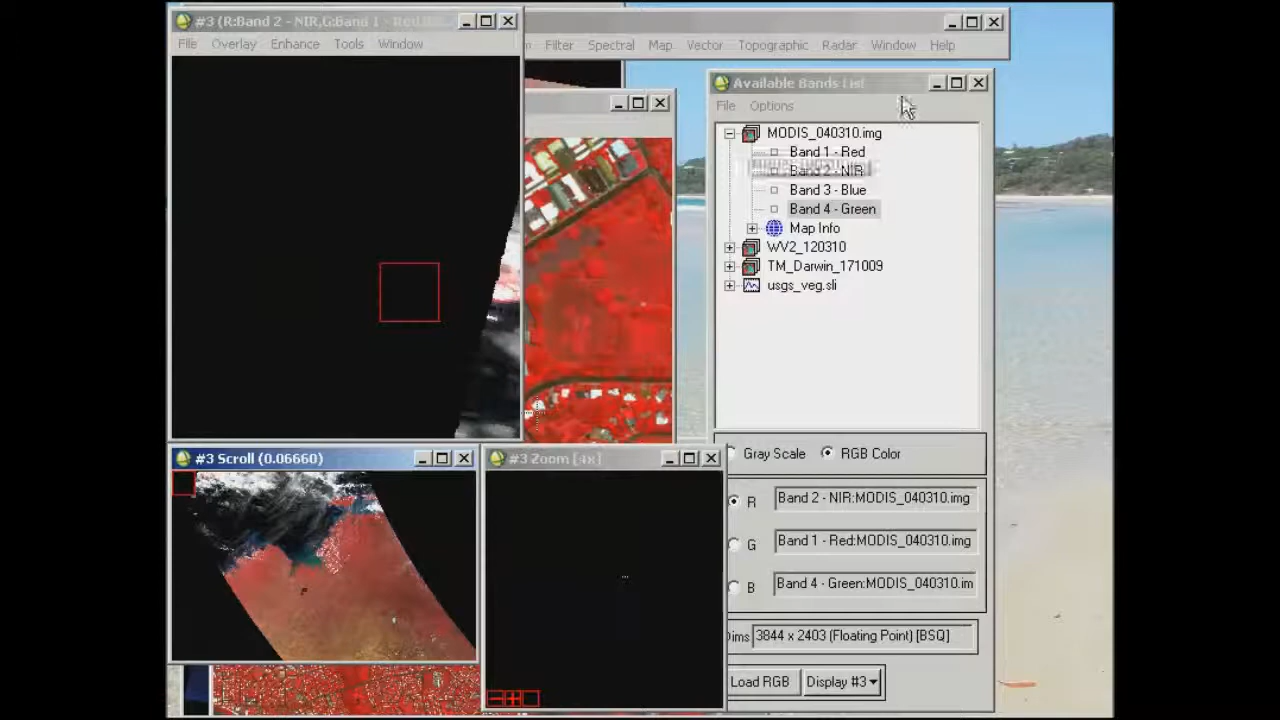 #3 (R:Band 2 - NIR,G:Band 1 - Red
File Overlay Enhance Tools Window
Filter Spectral Map Vector Topographic Radar Window Help
Available Bands List
File Options
MODIS_040310.img
Band 1 - Red
Band 2 - NIR
Band 3 - Blue
Band 4 - Green
Map Info
WV2_120310
TM_Darwin_171009
usgs_veg.sli
Gray Scale RGB Color
R Band 2 - NIR:MODIS_040310.img
G Band 1 - Red:MODIS_040310.img
B Band 4 - Green:MODIS_040310.im
Dims 3844 x 2403 (Floating Point) [BSQ]
Load RGB Display #3
#3 Scroll (0.06660)
#3 Zoom [4x]